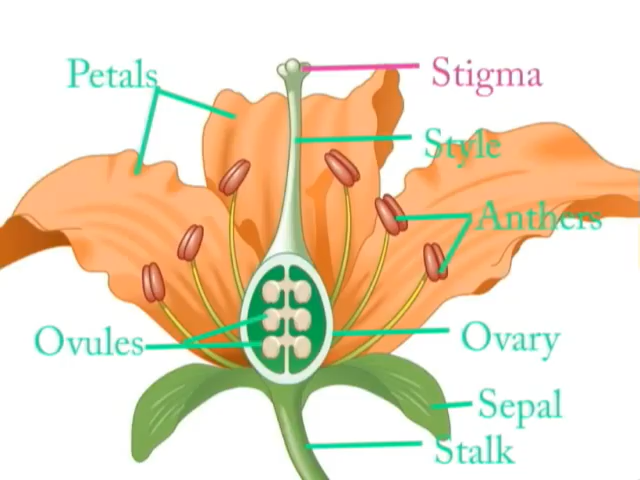 Petals
Stigma
Style
Anthers
Ovules
Ovary
Sepal
Stalk